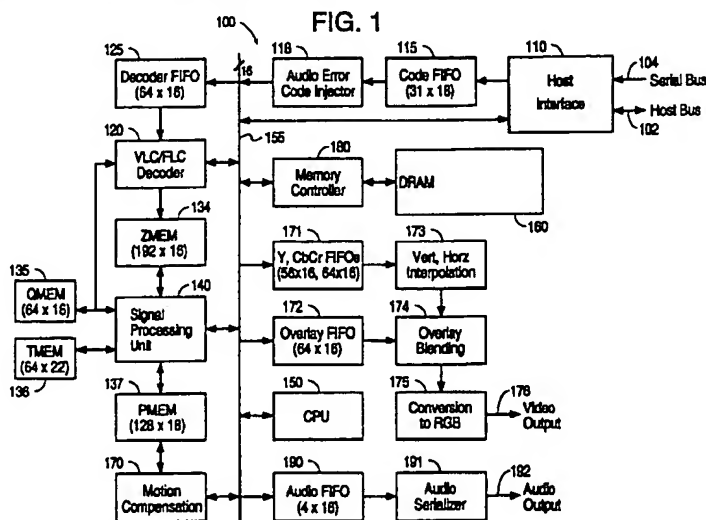 FIG. 1
100
125
Decoder FIFO
(64 x 16)
16
118
Audio Error
Code Injector
115
Code FIFO
(31 x 18)
110
Host
Interface
104
Serial Bus
Host Bus
102
120
VLC/FLC
Decoder
155
180
Memory
Controller
DRAM
160
134
ZMEM
(192 x 16)
171
Y, CbCr FIFOs
(56x16, 64x16)
173
Vert, Horz
Interpolation
135
QMEM
(64 x 16)
140
Signal
Processing
Unit
172
Overlay FIFO
(64 x 16)
174
Overlay
Blending
TMEM
(64 x 22)
136
137
PMEM
(128 x 18)
150
CPU
175
Conversion
to RGB
176
Video
Output
170
Motion
Compensation
190
Audio FIFO
(4 x 16)
191
Audio
Serializer
192
Audio
Output